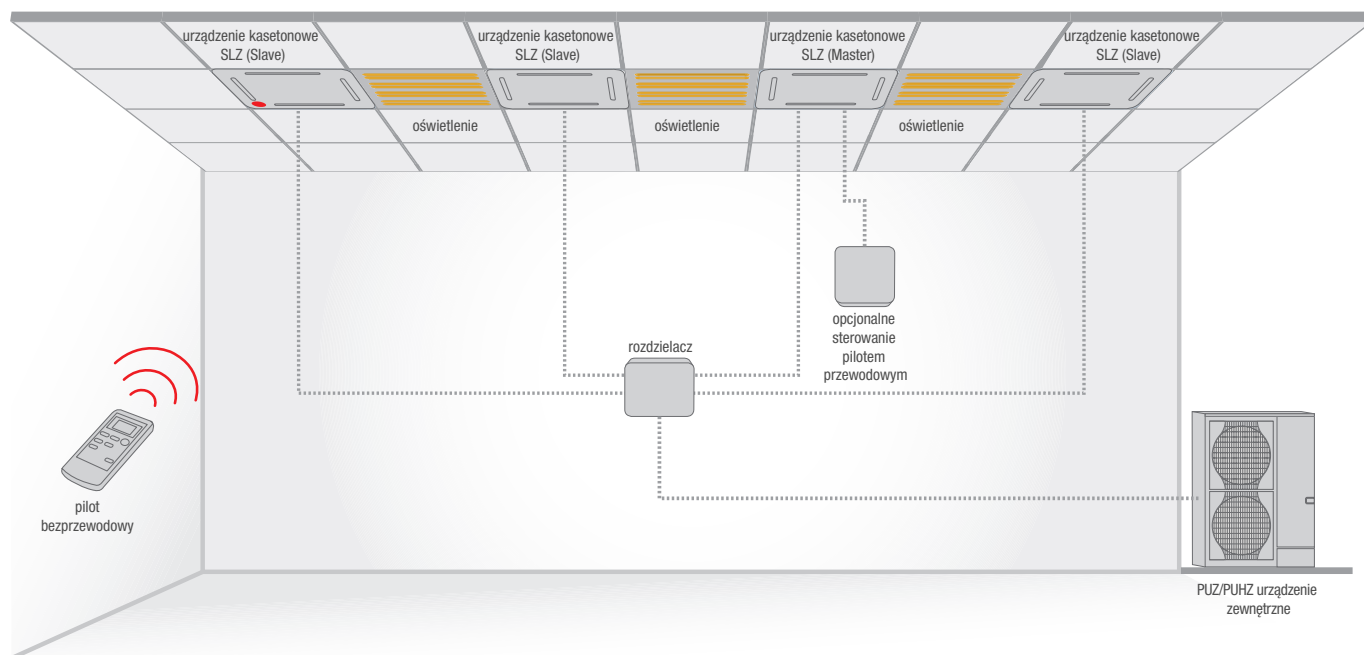 urządzenie kasetonowe
SLZ (Slave)
urządzenie kasetonowe
SLZ (Slave)
urządzenie kasetonowe
SLZ (Master)
urządzenie kasetonowe
SLZ (Slave)
oświetlenie
oświetlenie
oświetlenie
opcjonalne
sterowanie
pilotem
przewodowym
rozdzielacz
pilot
bezprzewodowy
PUZ/PUHZ urządzenie
zewnętrzne